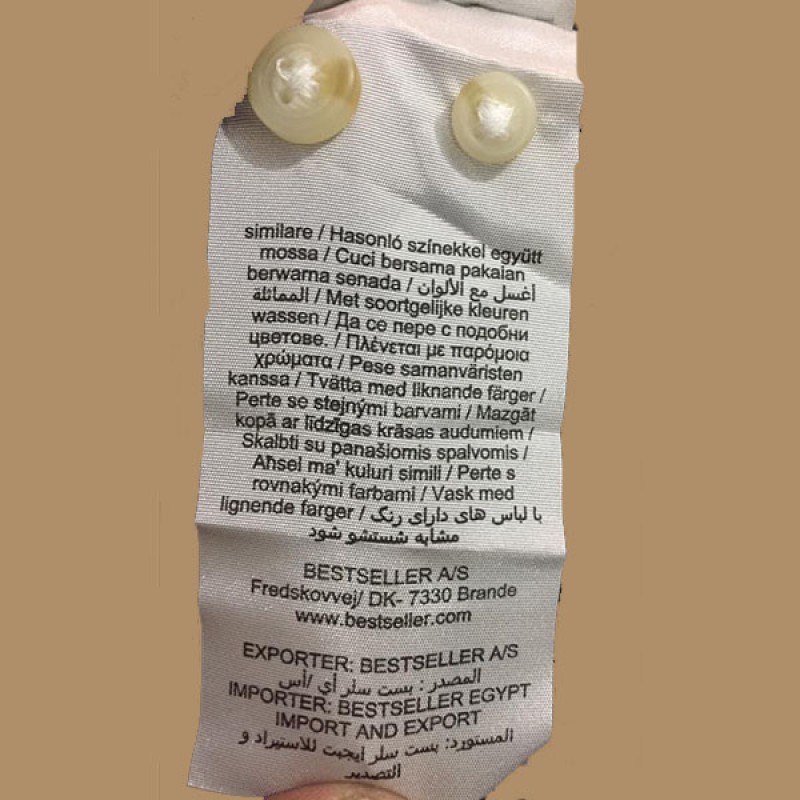 similare / Hasonló színekkel együtt
mossa / Cuci bersama pakaian
berwarna senada / أغسل مع الألوان
المماثلة / Met soortgelijke kleuren
wassen / Да се пере с подобни
цветове. / Πλένεται με παρόμοια
χρώματα / Pese samanväristen
kanssa / Tvätta med liknande färger /
Perte se stejnými barvami / Mazgāt
kopā ar līdzīgas krāsas audumiem /
Skalbti su panašiomis spalvomis /
Aħsel ma' kuluri simili / Perte s
rovnakými farbami / Vask med
lignende farger / با لباس های دارای رنگ
مشابه شستشو شود
BESTSELLER A/S
Fredskovvej/ DK- 7330 Brande
www.bestseller.com
EXPORTER: BESTSELLER A/S
المصدر : بست سلر أي /أس
IMPORTER: BESTSELLER EGYPT
IMPORT AND EXPORT
المستورد: بست سلر ايجبت للاستيراد و
التصدير